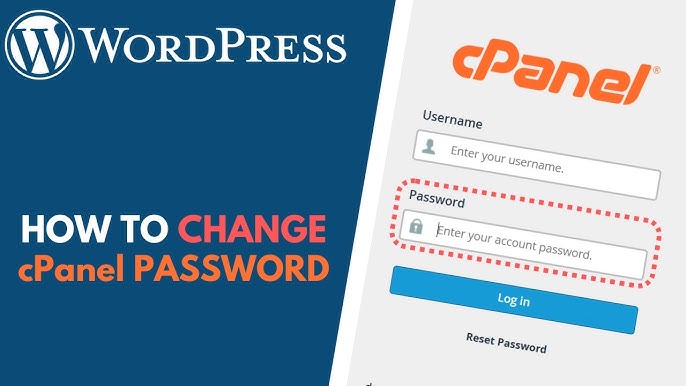 WORDPRESS
HOW TO CHANGE
cPanel PASSWORD
cPanel®
Username
Enter your username.
Password
Enter your account password.
Log in
Reset Password